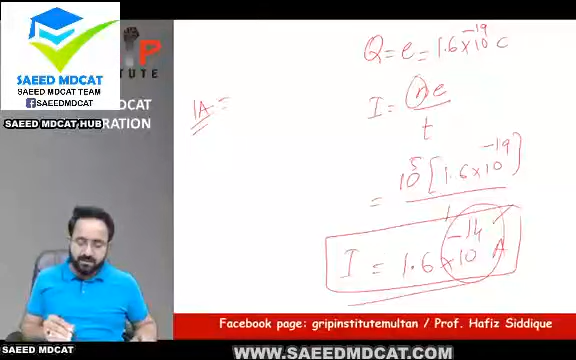 SAEED MDCAT
SAEED MDCAT TEAM
f/SAEEDMDCAT
SAEED MDCAT HUB
P
TUTE
DCAT
RATION
Q = e = 1.6×10^-19 C
I = ne / t
1A =
= 10^5 [1.6×10^-19] / 1
I = 1.6×10^-14 A
Facebook page: gripinstitutemultan / Prof. Hafiz Siddique
SAEED MDCAT
WWW.SAEEDMDCAT.COM